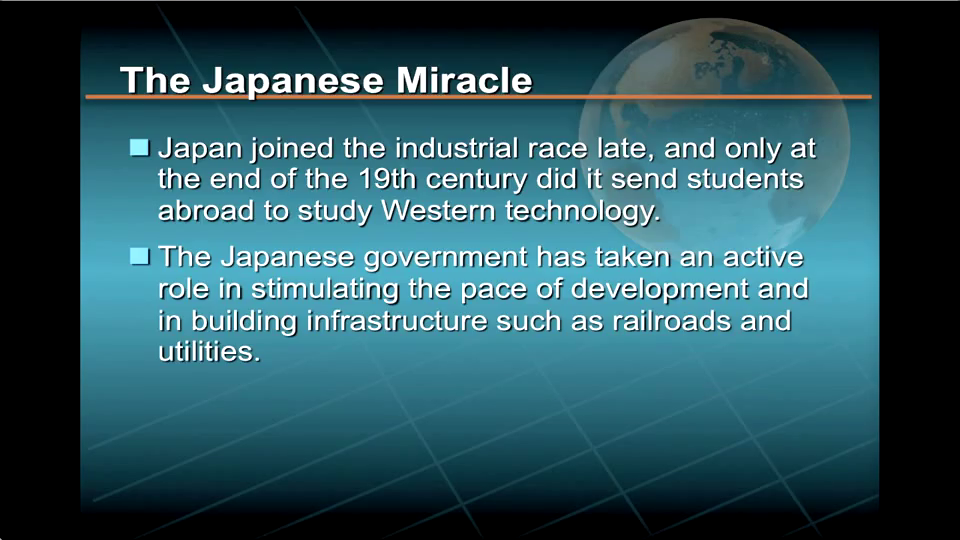 The Japanese Miracle
Japan joined the industrial race late, and only at
the end of the 19th century did it send students
abroad to study Western technology.
The Japanese government has taken an active
role in stimulating the pace of development and
in building infrastructure such as railroads and
utilities.